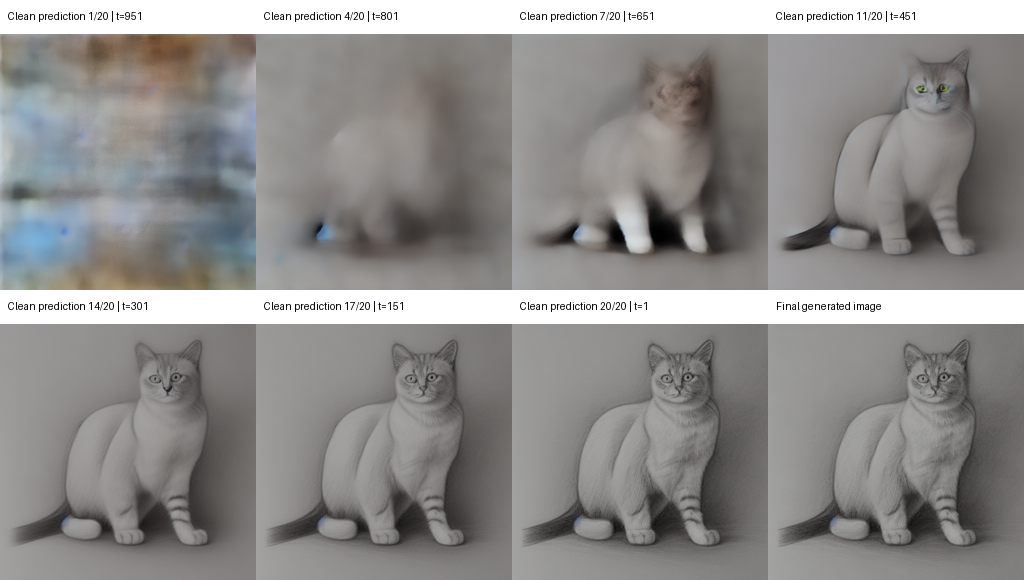 Clean prediction 1/20 | t=951
Clean prediction 4/20 | t=801
Clean prediction 7/20 | t=651
Clean prediction 11/20 | t=451
Clean prediction 14/20 | t=301
Clean prediction 17/20 | t=151
Clean prediction 20/20 | t=1
Final generated image